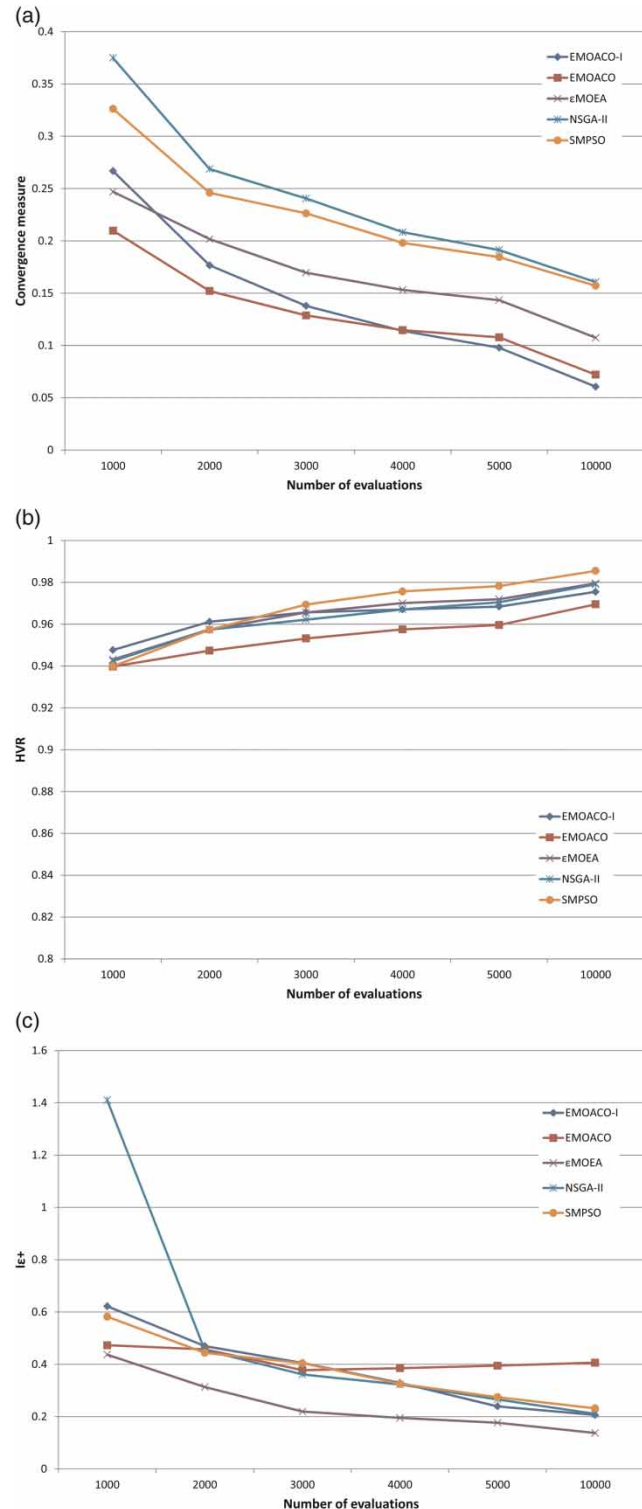 (a)
0.4
0.35
0.3
0.25
0.2
0.15
0.1
0.05
0
Convergence measure
1000 2000 3000 4000 5000 10000
Number of evaluations
EMOACO-I
EMOACO
εMOEA
NSGA-II
SMPSO
(b)
1
0.98
0.96
0.94
0.92
0.9
0.88
0.86
0.84
0.82
0.8
HVR
1000 2000 3000 4000 5000 10000
Number of evaluations
EMOACO-I
EMOACO
εMOEA
NSGA-II
SMPSO
(c)
1.6
1.4
1.2
1
0.8
0.6
0.4
0.2
0
Iε+
1000 2000 3000 4000 5000 10000
Number of evaluations
EMOACO-I
EMOACO
εMOEA
NSGA-II
SMPSO